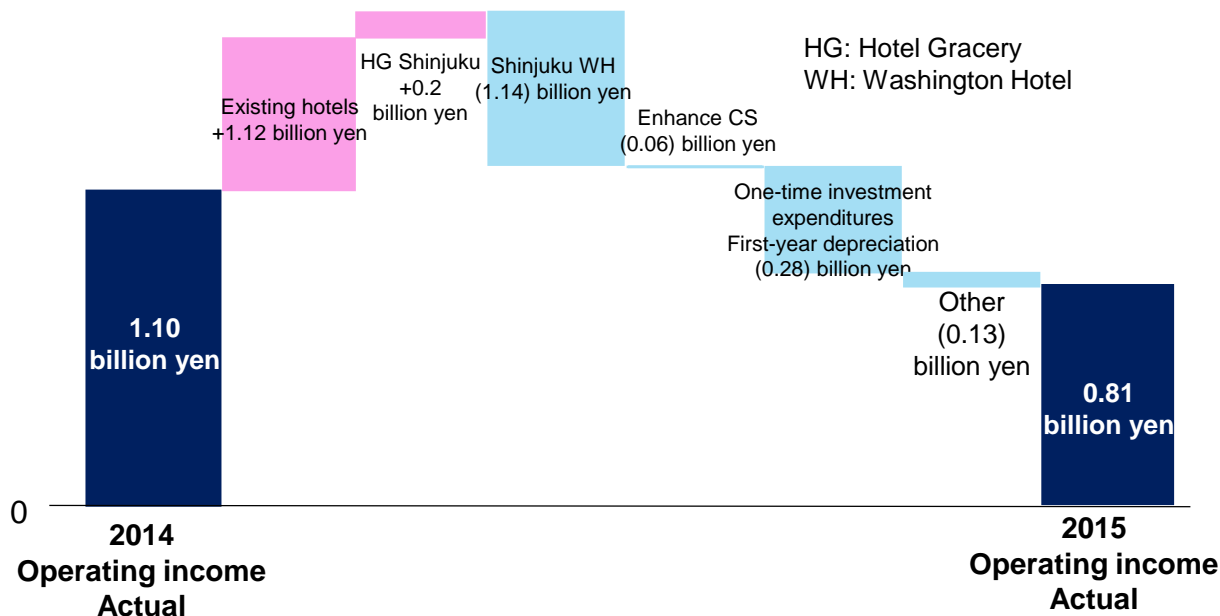 HG: Hotel Gracery
WH: Washington Hotel
Existing hotels
+1.12 billion yen
HG Shinjuku
+0.2
billion yen
Shinjuku WH
(1.14) billion yen
Enhance CS
(0.06) billion yen
One-time investment
expenditures
First-year depreciation
(0.28) billion yen
Other
(0.13)
billion yen
1.10
billion yen
0.81
billion yen
0
2014
Operating income
Actual
2015
Operating income
Actual